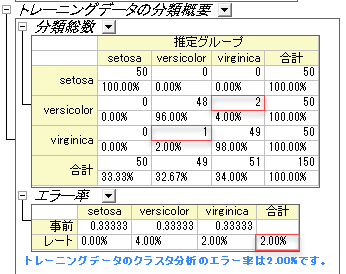 トレーニングデータの分類概要
分類総数
推定グループ
setosa versicolor virginica 合計
setosa 50 0 0 50
100.00% 0.00% 0.00% 100.00%
versicolor 0 48 2 50
0.00% 96.00% 4.00% 100.00%
virginica 0 1 49 50
0.00% 2.00% 98.00% 100.00%
合計 50 49 51 150
33.33% 32.67% 34.00% 100.00%
エラー率
setosa versicolor virginica 合計
事前 0.33333 0.33333 0.33333
レート 0.00% 4.00% 2.00% 2.00%
トレーニングデータのクラスタ分析のエラー率は2.00%です。